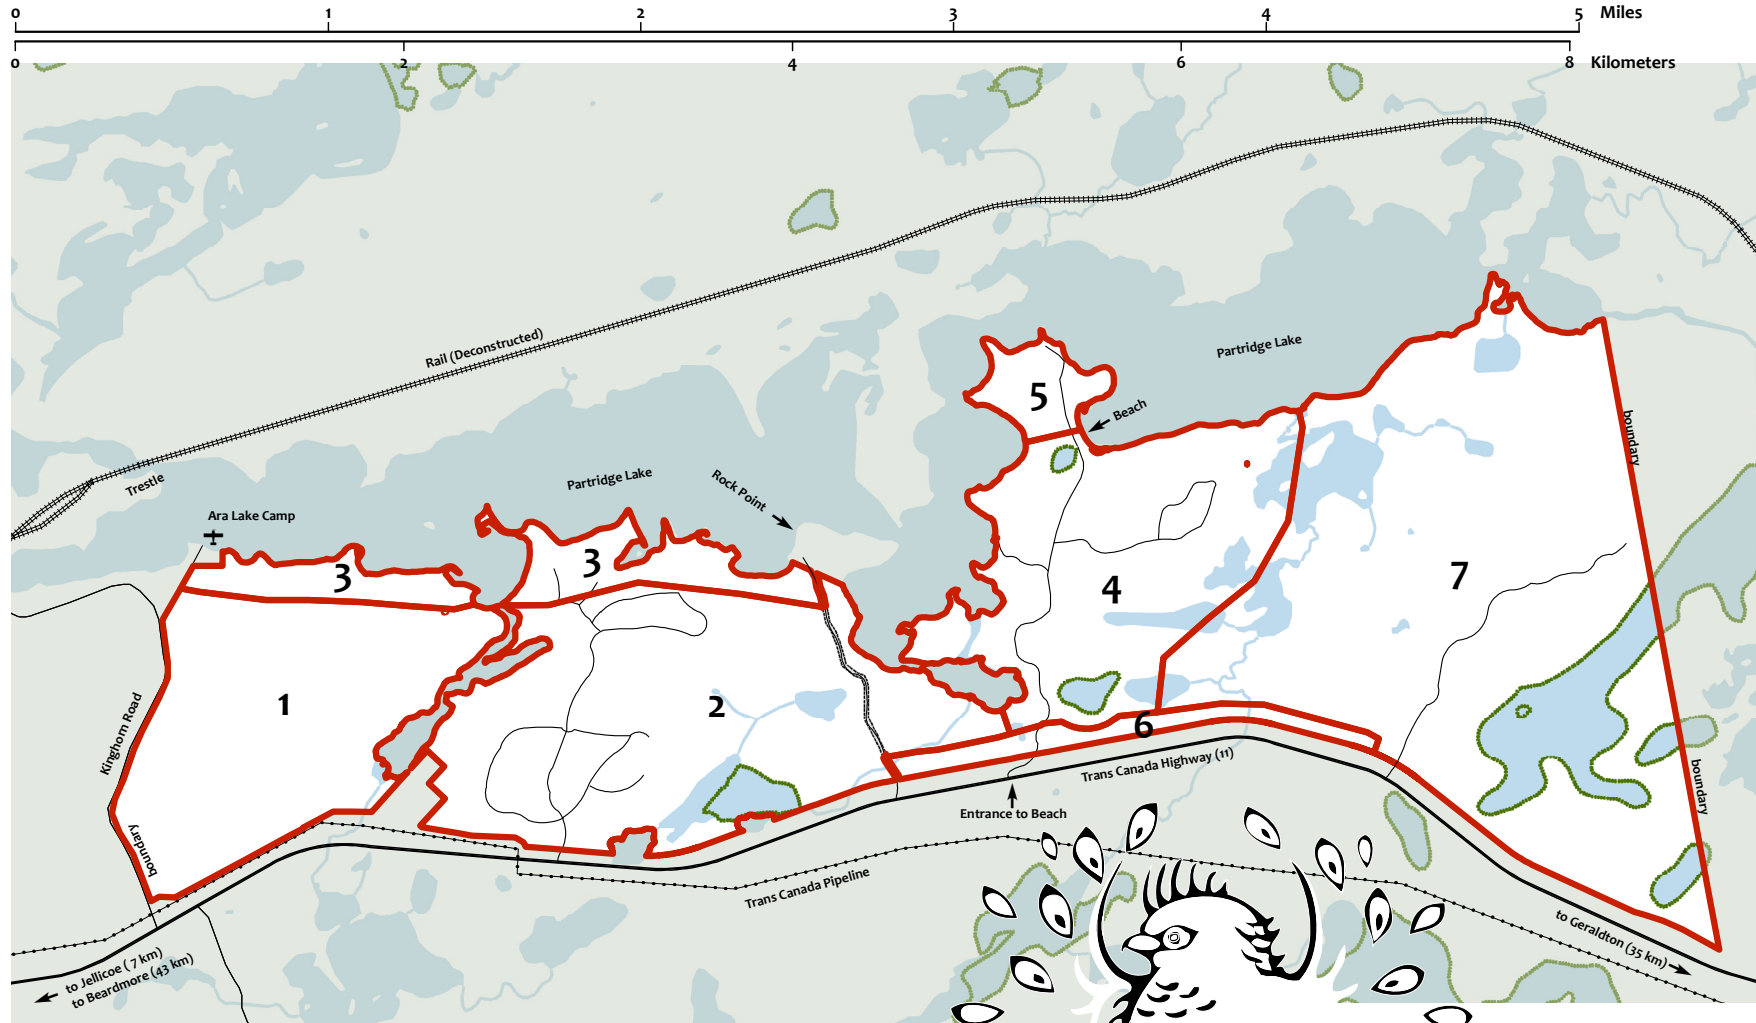 0 1 2 3 4 5 Miles
0 2 4 6 8 Kilometers
Rail (Deconstructed)
Partridge Lake
5
Beach
Trestle
Partridge Lake
Rock Point
Ara Lake Camp
boundary
3
3
4
7
1
2
6
Kinghorn Road
Trans Canada Highway (11)
boundary
Entrance to Beach
boundary
Trans Canada Pipeline
to Geraldton (35 km)
to Jellicoe (7 km)
to Beardmore (43 km)